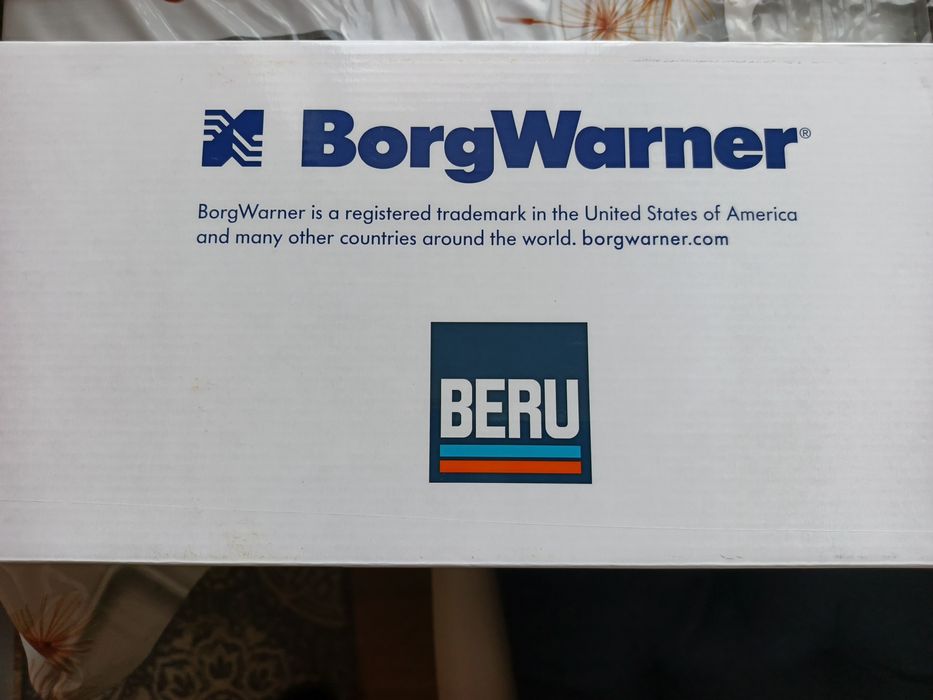 BorgWarner®
BorgWarner is a registered trademark in the United States of America
and many other countries around the world. borgwarner.com
BERU